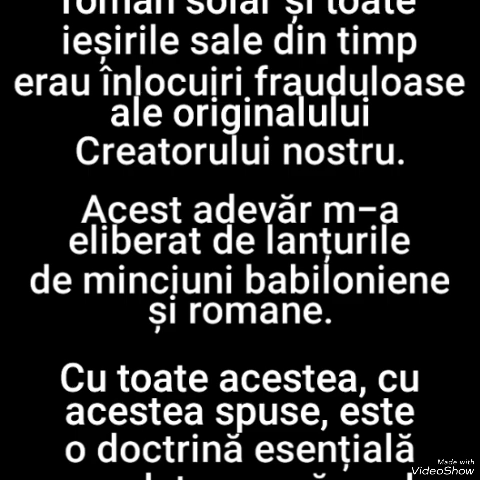 roman solar și toate
ieșirile sale din timp
erau înlocuiri frauduloase
ale originalului
Creatorului nostru.
Acest adevăr m-a
eliberat de lanțurile
de minciuni babiloniene
și romane.
Cu toate acestea, cu
acestea spuse, este
o doctrină esențială
Made with
VideoShow